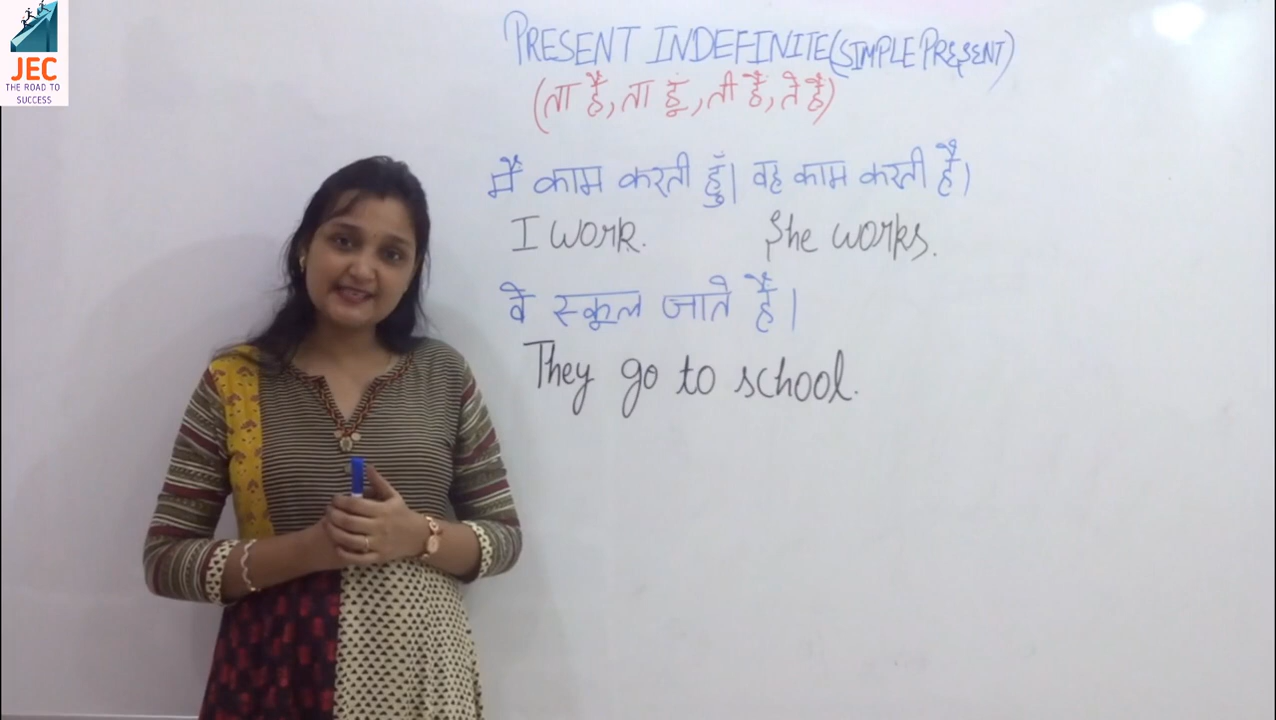 JEC
THE ROAD TO
SUCCESS
PRESENT INDEFINITE(SIMPLE PRESENT)
(ता है, ता हूं, ती है, ते है)
मैं काम करती हूँ। वह काम करती है।
I work. She works.
वे स्कूल जाते हैं।
They go to school.